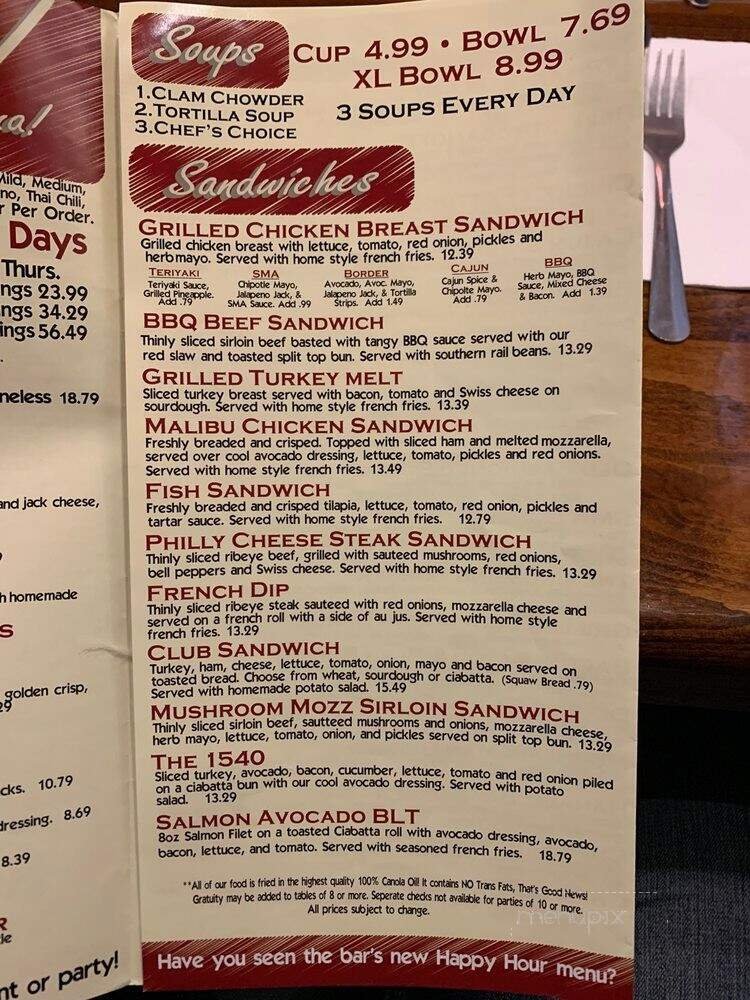 ua!
Mild, Medium,
no, Thai Chili,
r Per Order.
Days
Thurs.
ngs 23.99
ngs 34.29
ings 56.49
neless 18.79
and jack cheese,
h homemade
S
golden crisp,
29
cks. 10.79
dressing. 8.69
8.39
R
le
nt or party!
Soups
CUP 4.99 • BOWL 7.69
XL BOWL 8.99
1.CLAM CHOWDER
2.TORTILLA SOUP
3.CHEF'S CHOICE
3 SOUPS EVERY DAY
Sandwiches
GRILLED CHICKEN BREAST SANDWICH
Grilled chicken breast with lettuce, tomato, red onion, pickles and
herb mayo. Served with home style french fries. 12.39
TERIYAKI
Teriyaki Sauce,
Grilled Pineapple.
Add .79
SMA
Chipotle Mayo,
Jalapeno Jack, &
SMA Sauce. Add .99
BORDER
Avocado, Avoc. Mayo,
Jalapeno Jack, & Tortilla
Strips. Add 1.49
CAJUN
Cajun Spice &
Chipolte Mayo.
Add .79
BBQ
Herb Mayo, BBQ
Sauce, Mixed Cheese
& Bacon. Add 1.39
BBQ BEEF SANDWICH
Thinly sliced sirloin beef basted with tangy BBQ sauce served with our
red slaw and toasted split top bun. Served with southern rail beans. 13.29
GRILLED TURKEY MELT
Sliced turkey breast served with bacon, tomato and Swiss cheese on
sourdough. Served with home style french fries. 13.39
MALIBU CHICKEN SANDWICH
Freshly breaded and crisped. Topped with sliced ham and melted mozzarella,
served over cool avocado dressing, lettuce, tomato, pickles and red onions.
Served with home style french fries. 13.49
FISH SANDWICH
Freshly breaded and crisped tilapia, lettuce, tomato, red onion, pickles and
tartar sauce. Served with home style french fries. 12.79
PHILLY CHEESE STEAK SANDWICH
Thinly sliced ribeye beef, grilled with sauteed mushrooms, red onions,
bell peppers and Swiss cheese. Served with home style french fries. 13.29
FRENCH DIP
Thinly sliced ribeye steak sauteed with red onions, mozzarella cheese and
served on a french roll with a side of au jus. Served with home style
french fries. 13.29
CLUB SANDWICH
Turkey, ham, cheese, lettuce, tomato, onion, mayo and bacon served on
toasted bread. Choose from wheat, sourdough or ciabatta. (Squaw Bread .79)
Served with homemade potato salad. 15.49
MUSHROOM MOZZ SIRLOIN SANDWICH
Thinly sliced sirloin beef, sautteed mushrooms and onions, mozzarella cheese,
herb mayo, lettuce, tomato, onion, and pickles served on split top bun. 13.29
THE 1540
Sliced turkey, avocado, bacon, cucumber, lettuce, tomato and red onion piled
on a ciabatta bun with our cool avocado dressing. Served with potato
salad. 13.29
SALMON AVOCADO BLT
8oz Salmon Filet on a toasted Ciabatta roll with avocado dressing, avocado,
bacon, lettuce, and tomato. Served with seasoned french fries. 18.79
**All of our food is fried in the highest quality 100% Canola Oil! It contains NO Trans Fats, That's Good News!
Gratuity may be added to tables of 8 or more. Seperate checks not available for parties of 10 or more.
All prices subject to change.
menupix
Have you seen the bar's new Happy Hour menu?